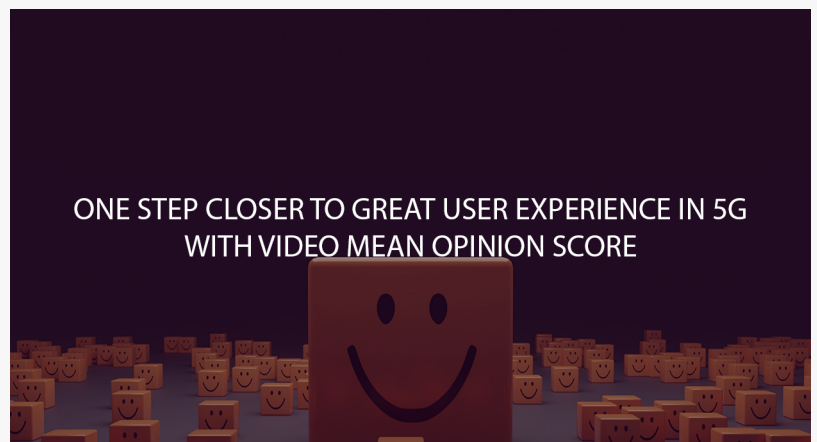 ONE STEP CLOSER TO GREAT USER EXPERIENCE IN 5G
WITH VIDEO MEAN OPINION SCORE